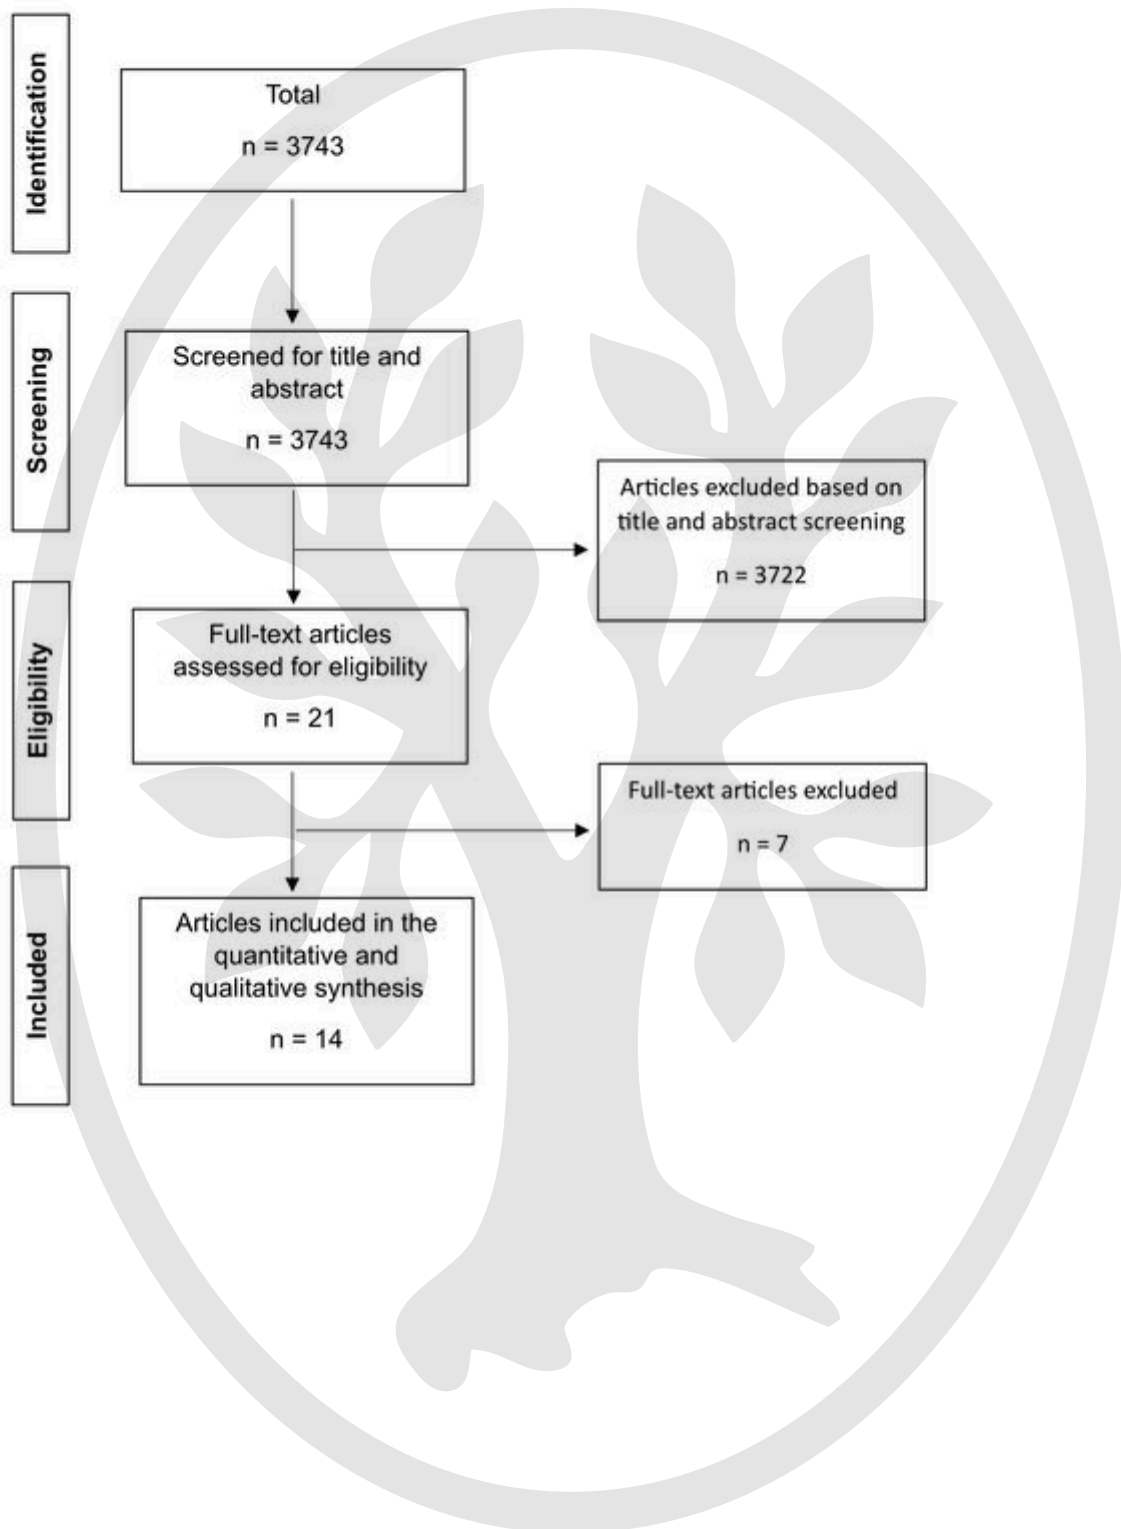 Identification
Total
n = 3743
Screening
Screened for title and
abstract
n = 3743
Articles excluded based on
title and abstract screening
n = 3722
Eligibility
Full-text articles
assessed for eligibility
n = 21
Full-text articles excluded
n = 7
Included
Articles included in the
quantitative and
qualitative synthesis
n = 14